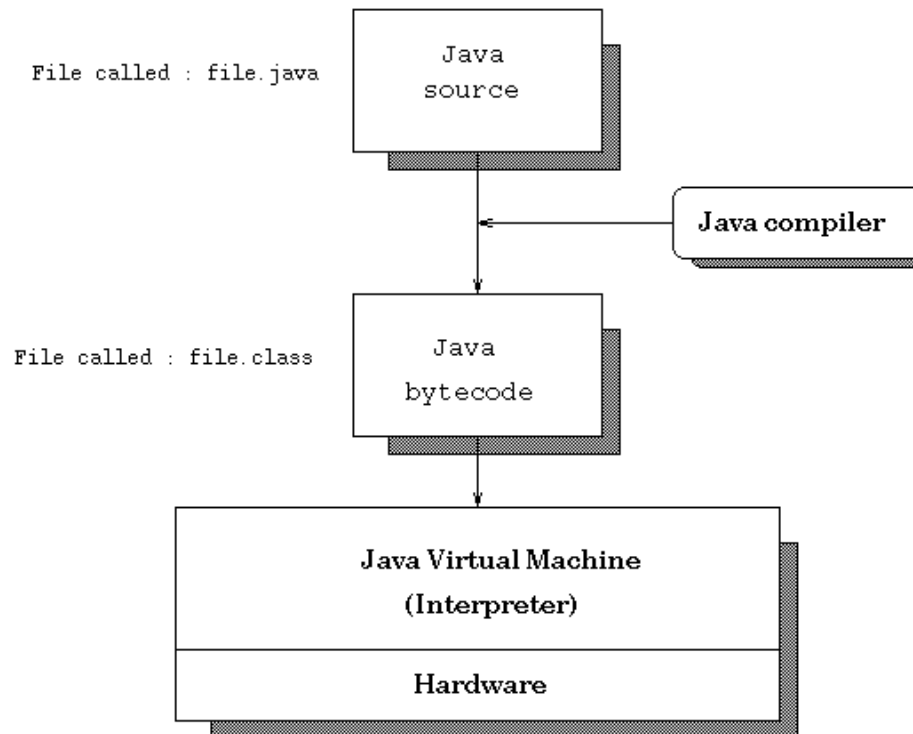 Java
source
File called : file.java
Java compiler
Java
bytecode
File called : file.class
Java Virtual Machine
(Interpreter)
Hardware